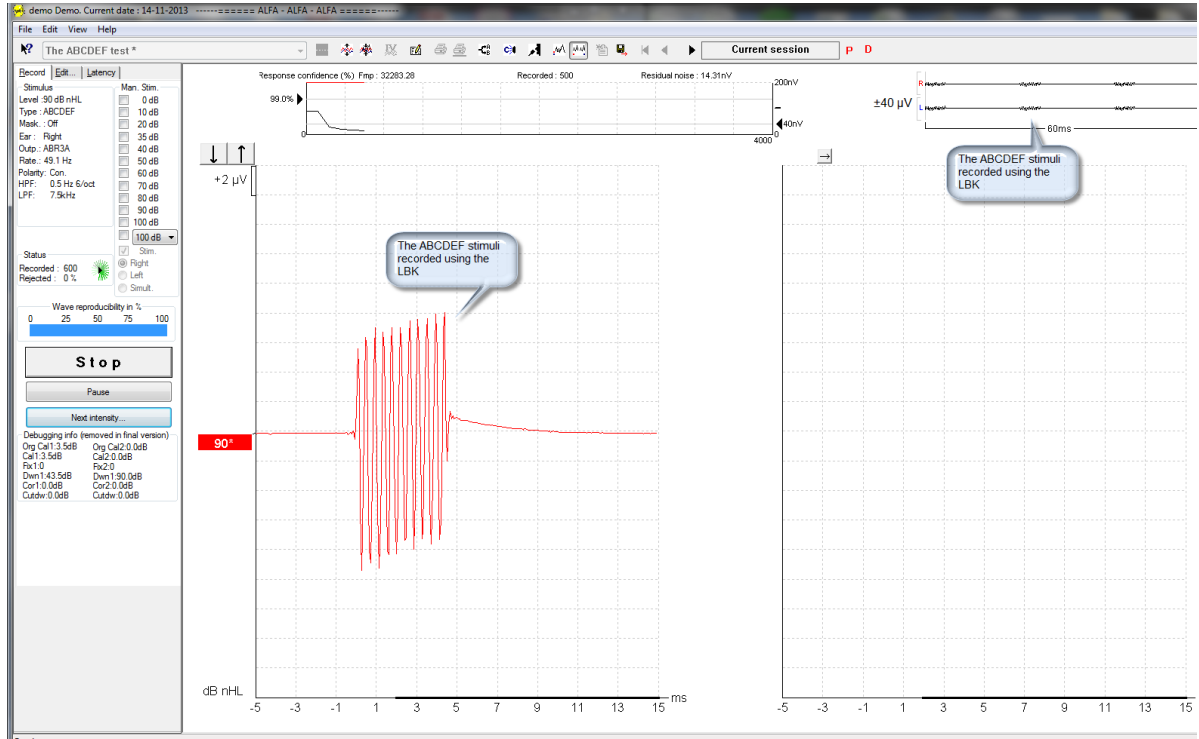 demo Demo. Current date : 14-11-2013 ------====== ALFA - ALFA - ALFA ======------
File Edit View Help
The ABCDEF test *
Current session P D
Record Edit... Latency
Stimulus
Level :90 dB nHL
Type : ABCDEF
Mask. : Off
Ear : Right
Outp.: ABR3A
Rate.: 49.1 Hz
Polarity: Con.
HPF: 0.5 Hz 6/oct
LPF: 7.5kHz
Man. Stim.
0 dB
10 dB
20 dB
35 dB
40 dB
50 dB
60 dB
70 dB
80 dB
90 dB
100 dB
100 dB
Stim.
Right
Left
Simult.
Status
Recorded : 600
Rejected : 0 %
Wave reproducibility in %
0 25 50 75 100
Stop
Pause
Next intensity...
Debugging info (removed in final version)
Org Cal1:3.5dB Org Cal2:0.0dB
Cal1:3.5dB Cal2:0.0dB
Fix1:0 Fix2:0
Dwn1:43.5dB Dwn1:90.0dB
Cor1:0.0dB Cor2:0.0dB
Cutdw:0.0dB Cutdw:0.0dB
Response confidence (%) Fmp : 32283.28 Recorded : 500 Residual noise : 14.31nV
99.0%
0
200nV
40nV
0
4000
±40 µV
R
L
60ms
The ABCDEF stimuli
recorded using the
LBK
+2 µV
The ABCDEF stimuli
recorded using the
LBK
90*
dB nHL
-5 -3 -1 1 3 5 7 9 11 13 15 ms
-5 -3 -1 1 3 5 7 9 11 13 15